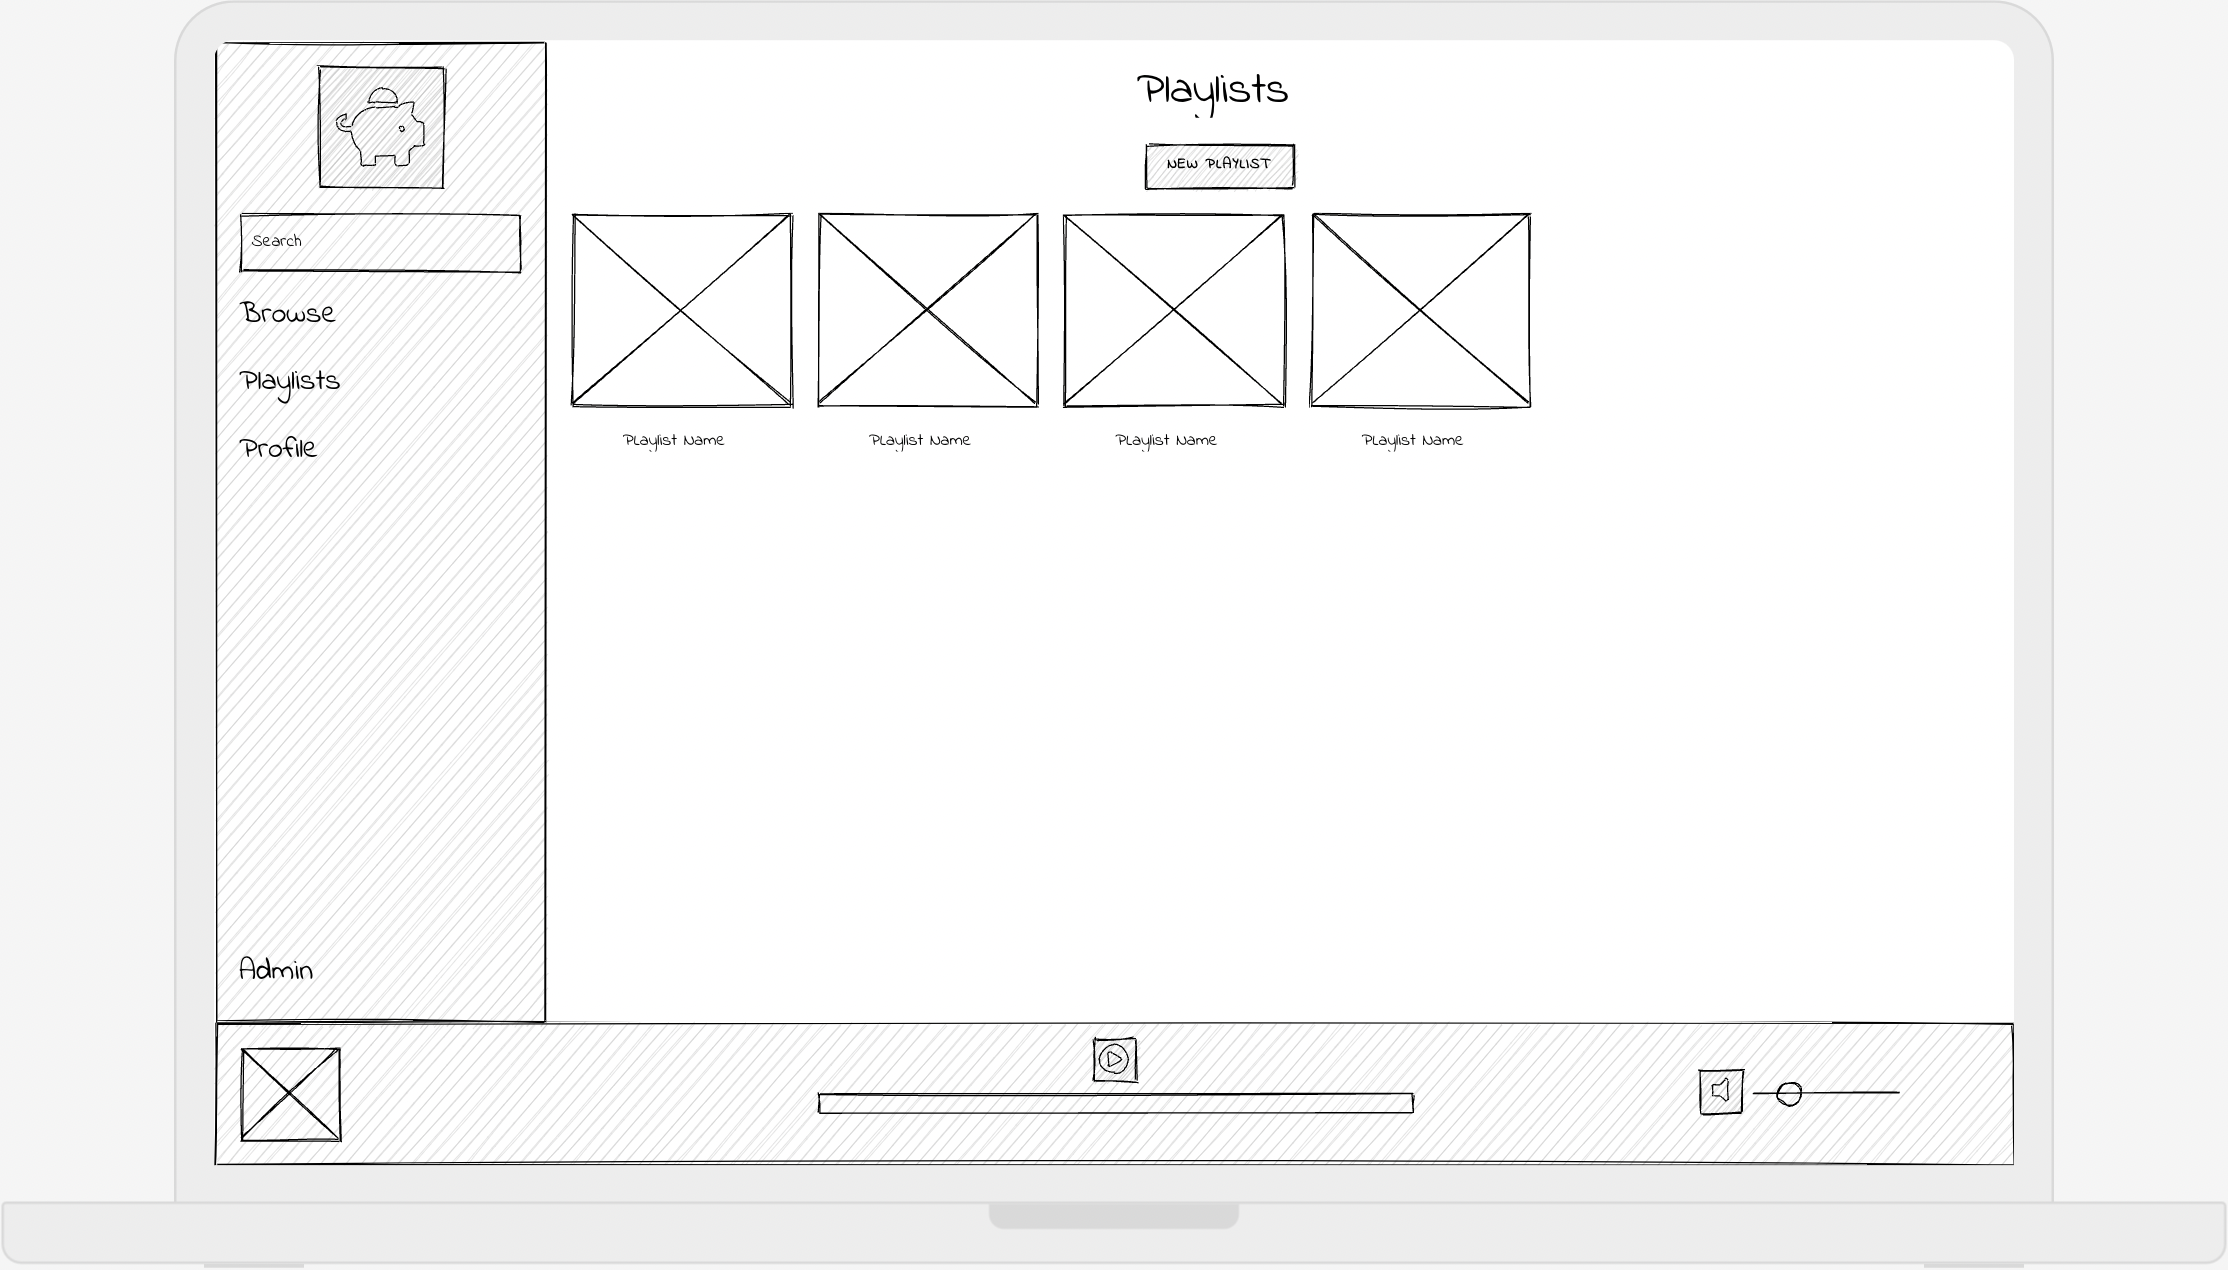 Playlists
NEW PLAYLIST
Search
Browse
Playlists
Profile
Playlist Name
Playlist Name
Playlist Name
Playlist Name
Admin